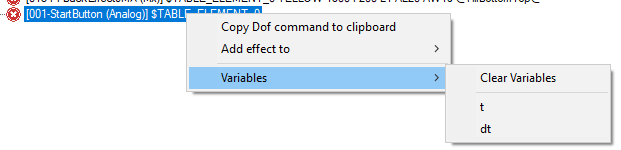 [001-StartButton (Analog)] $TABLE_ELEMENT_0
Copy Dof command to clipboard
Add effect to
Variables
Clear Variables
t
dt